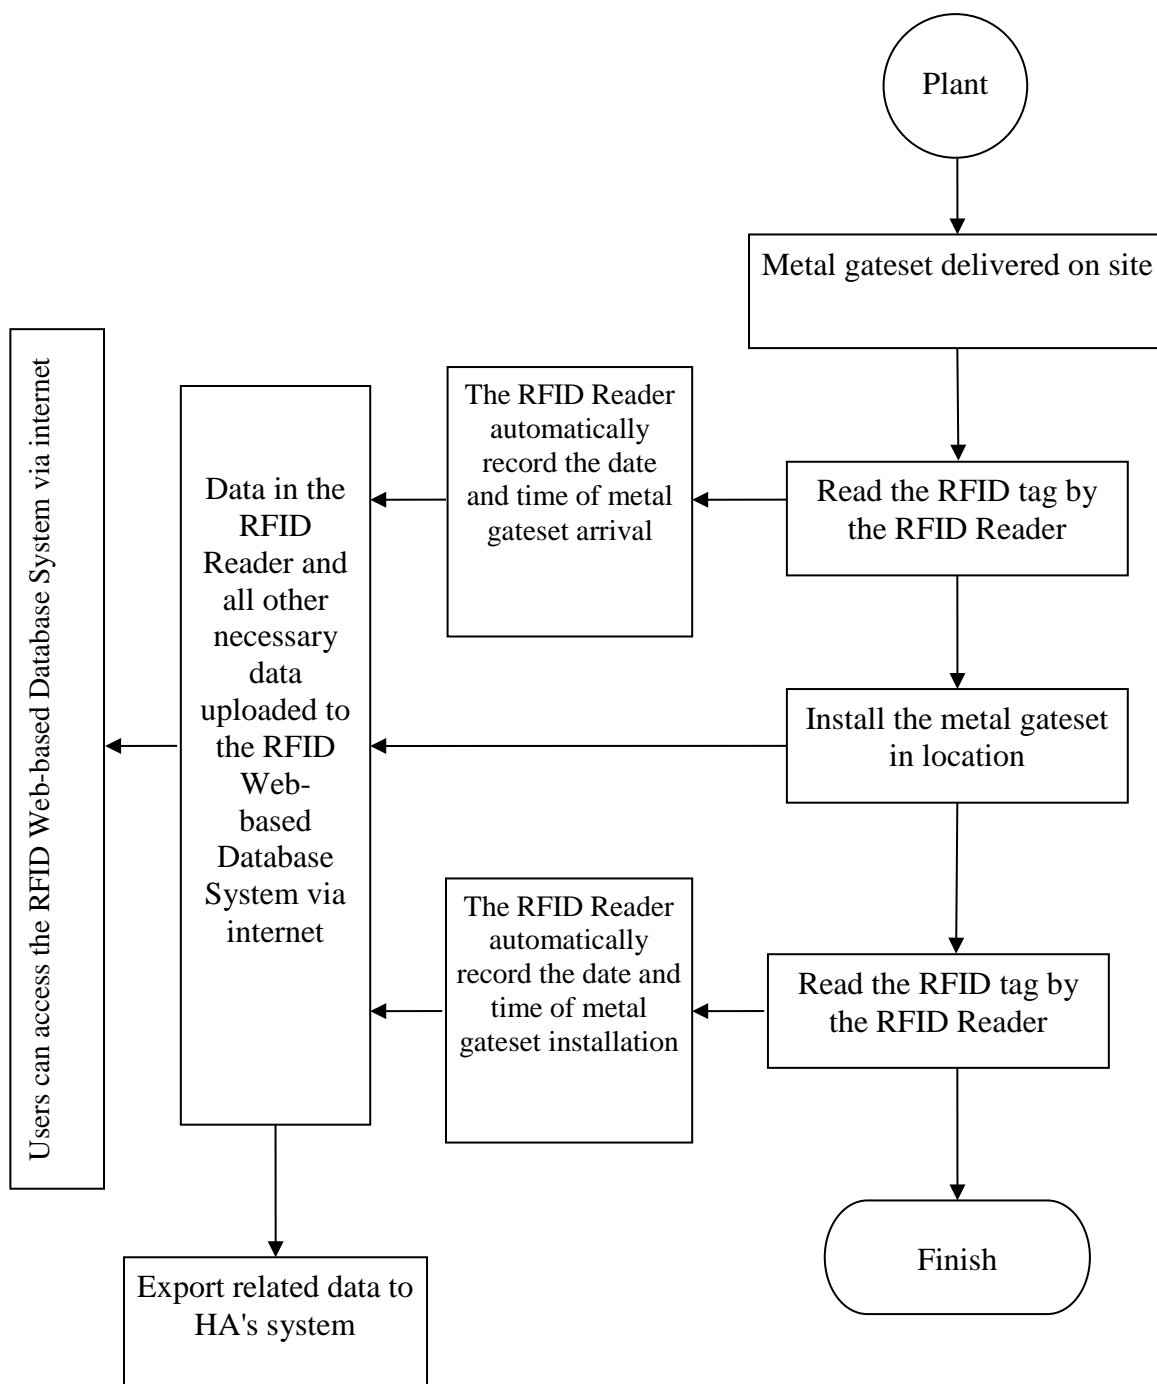 Plant
Metal gateset delivered on site
Users can access the RFID Web-based Database System via internet
Data in the
RFID
Reader and
all other
necessary
data
uploaded to
the RFID
Web-
based
Database
System via
internet
The RFID Reader
automatically
record the date
and time of metal
gateset arrival
Read the RFID tag by
the RFID Reader
Install the metal gateset
in location
The RFID Reader
automatically
record the date and
time of metal
gateset installation
Read the RFID tag by
the RFID Reader
Export related data to
HA's system
Finish